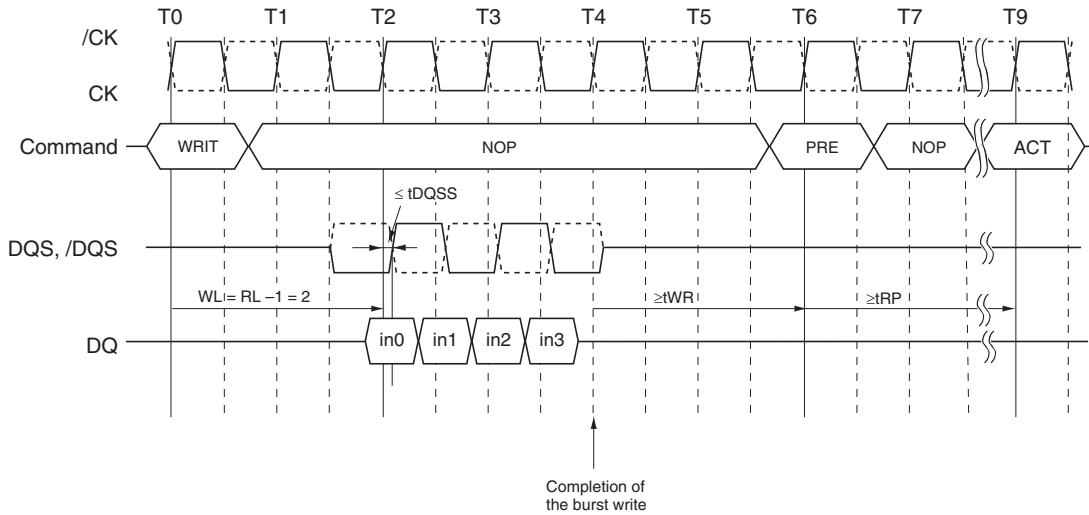 T0 T1 T2 T3 T4 T5 T6 T7 T9
/CK
CK
Command WRIT NOP PRE NOP ACT
≤ tDQSS
DQS, /DQS
WL = RL −1 = 2 ≥tWR ≥tRP
DQ in0 in1 in2 in3
Completion of
the burst write